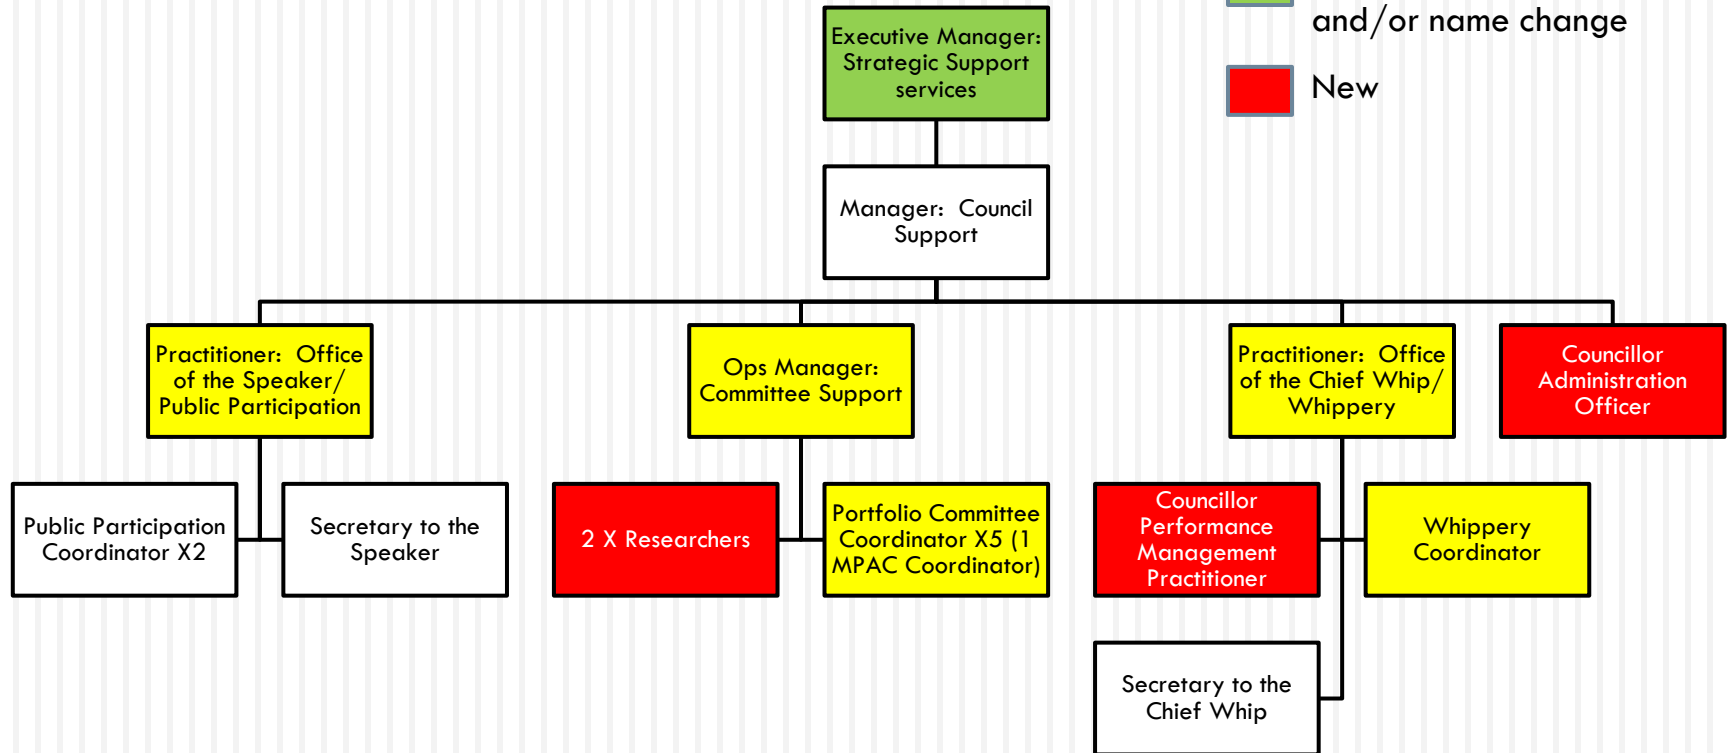 and/or name change
New
Executive Manager:
Strategic Support
services
Manager: Council
Support
Practitioner: Office
of the Speaker/
Public Participation
Ops Manager:
Committee Support
Practitioner: Office
of the Chief Whip/
Whippery
Councillor
Administration
Officer
Public Participation
Coordinator X2
Secretary to the
Speaker
2 X Researchers
Portfolio Committee
Coordinator X5 (1
MPAC Coordinator)
Councillor
Performance
Management
Practitioner
Whippery
Coordinator
Secretary to the
Chief Whip